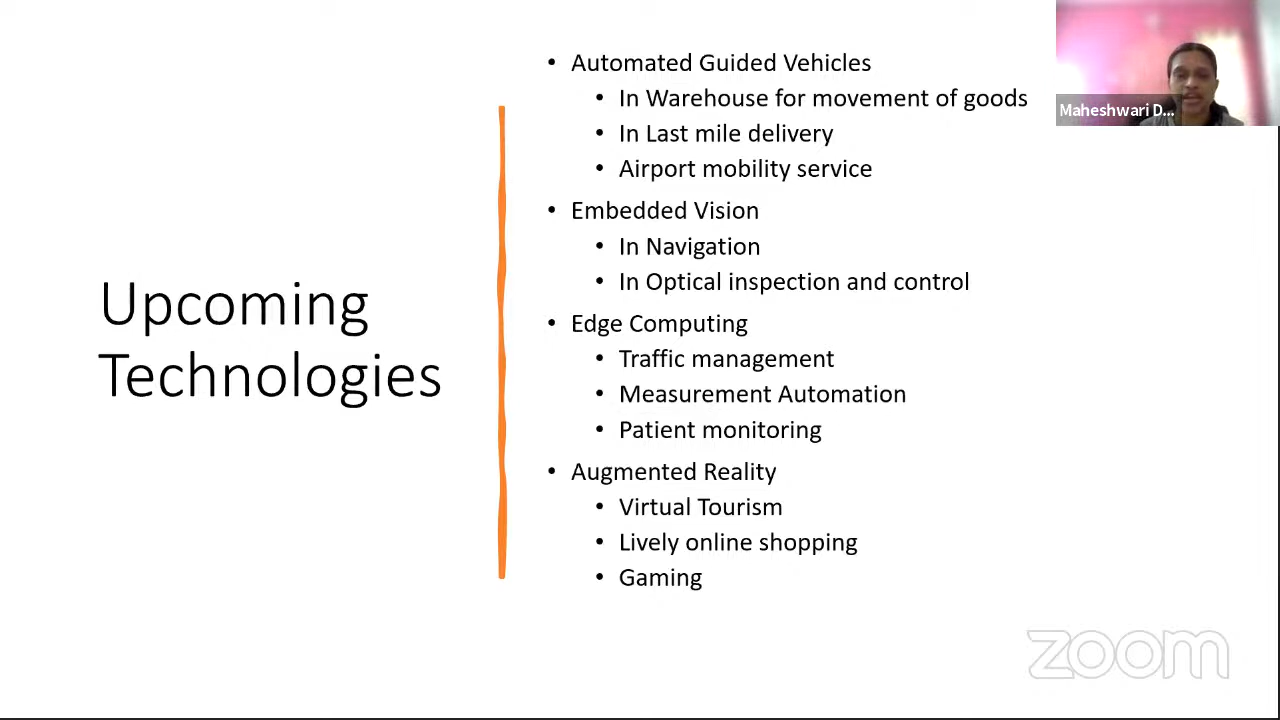 Upcoming
Technologies
• Automated Guided Vehicles
• In Warehouse for movement of goods
• In Last mile delivery
• Airport mobility service
• Embedded Vision
• In Navigation
• In Optical inspection and control
• Edge Computing
• Traffic management
• Measurement Automation
• Patient monitoring
• Augmented Reality
• Virtual Tourism
• Lively online shopping
• Gaming
Maheshwari D...
zoom